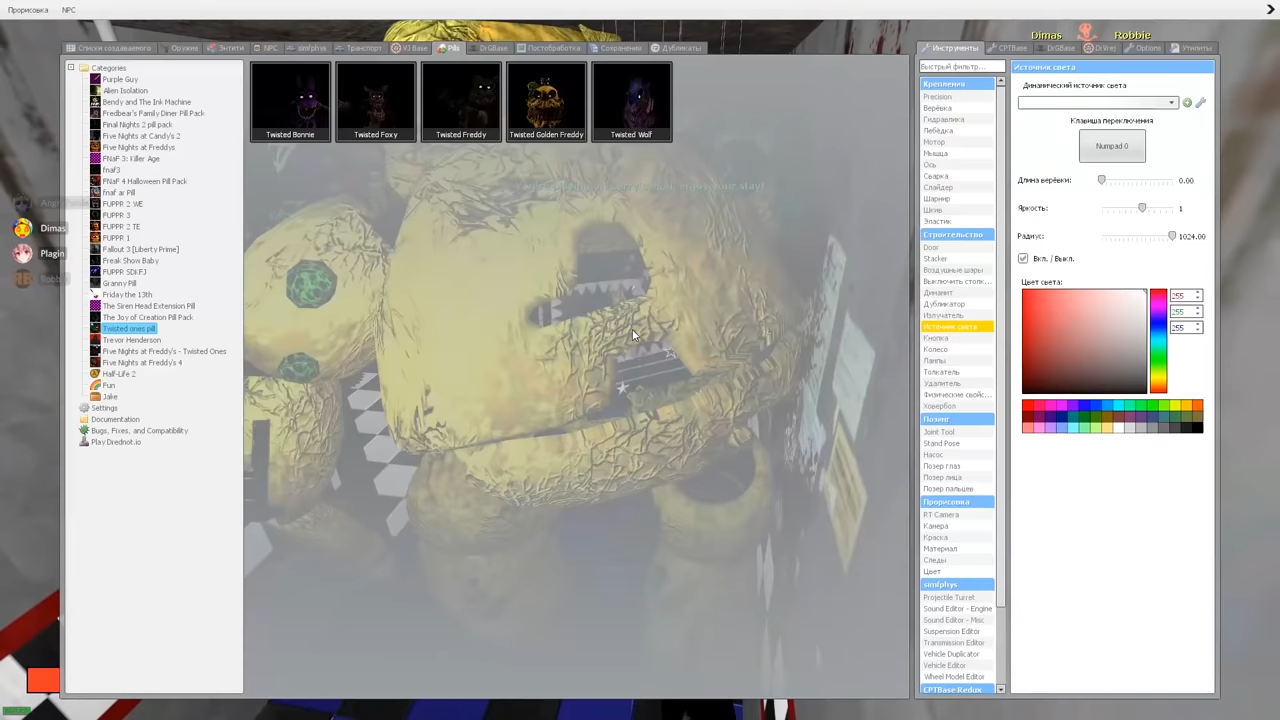 Прорисовка NPC
Dimas Robbie
Списки создаваемого Оружие Энтити NPC simfphys Транспорт VJ Base Pills DrGBase Постобработка Сохранения Дубликаты
Инструменты CPTBase DrGBase (Vire) Options Утилиты
Categories
Purple Guy
Alien Isolation
Bendy and The Ink Machine
Fredbear's Family Diner Pill Pack
Final Nights 2 pill pack
Five Nights at Candy's 2
Five Nights at Freddys
FNaF 3: Killer Age
fnaf3
FNAF 4 Halloween Pill Pack
fnaf ar Pill
FUPPR 2 WE
FUPPR 3
FUPPR 2 TE
FUPPR 1
Fallout 3 [Liberty Prime]
Freak Show Baby
FUPPR SDLFJ
Granny Pill
Friday the 13th
The Siren Head Extension Pill
The Joy of Creation Pill Pack
Twisted ones pill
Trevor Henderson
Five Nights at Freddy's - Twisted Ones
Five Nights at Freddy's 4
Half-Life 2
Fun
Jake
Settings
Documentation
Bugs, Fixes, and Compatibility
Play Drednot.io
Dimas
Plagin
Twisted Bonnie Twisted Foxy Twisted Freddy Twisted Golden Freddy Twisted Wolf
enjoy your stay!
Быстрый фильтр...
Крепления
Precision
Верёвка
Гидравлика
Лебёдка
Мотор
Мышца
Ось
Сварка
Слайдер
Шарнир
Шкив
Эластик
Строительство
Door
Stacker
Воздушные шары
Выключить столк...
Динамит
Дубликатор
Излучатель
Источник света
Кнопка
Колесо
Лампы
Толкатель
Удалитель
Физические свойс...
Ховербол
Позинг
Joint Tool
Stand Pose
Насос
Позер глаз
Позер лица
Позер пальцев
Прорисовка
RT Camera
Камера
Краска
Материал
Следы
Цвет
simfphys
Projectile Turret
Sound Editor - Engine
Sound Editor - Misc
Suspension Editor
Transmission Editor
Vehicle Duplicator
Vehicle Editor
Wheel Model Editor
CPTBase Redux
Источник света
Динамический источник света
Клавиша переключения
Numpad 0
Длина верёвки: 0.00
Яркость: 1
Радиус: 1024.00
Вкл. / Выкл.
Цвет света:
255
255
255